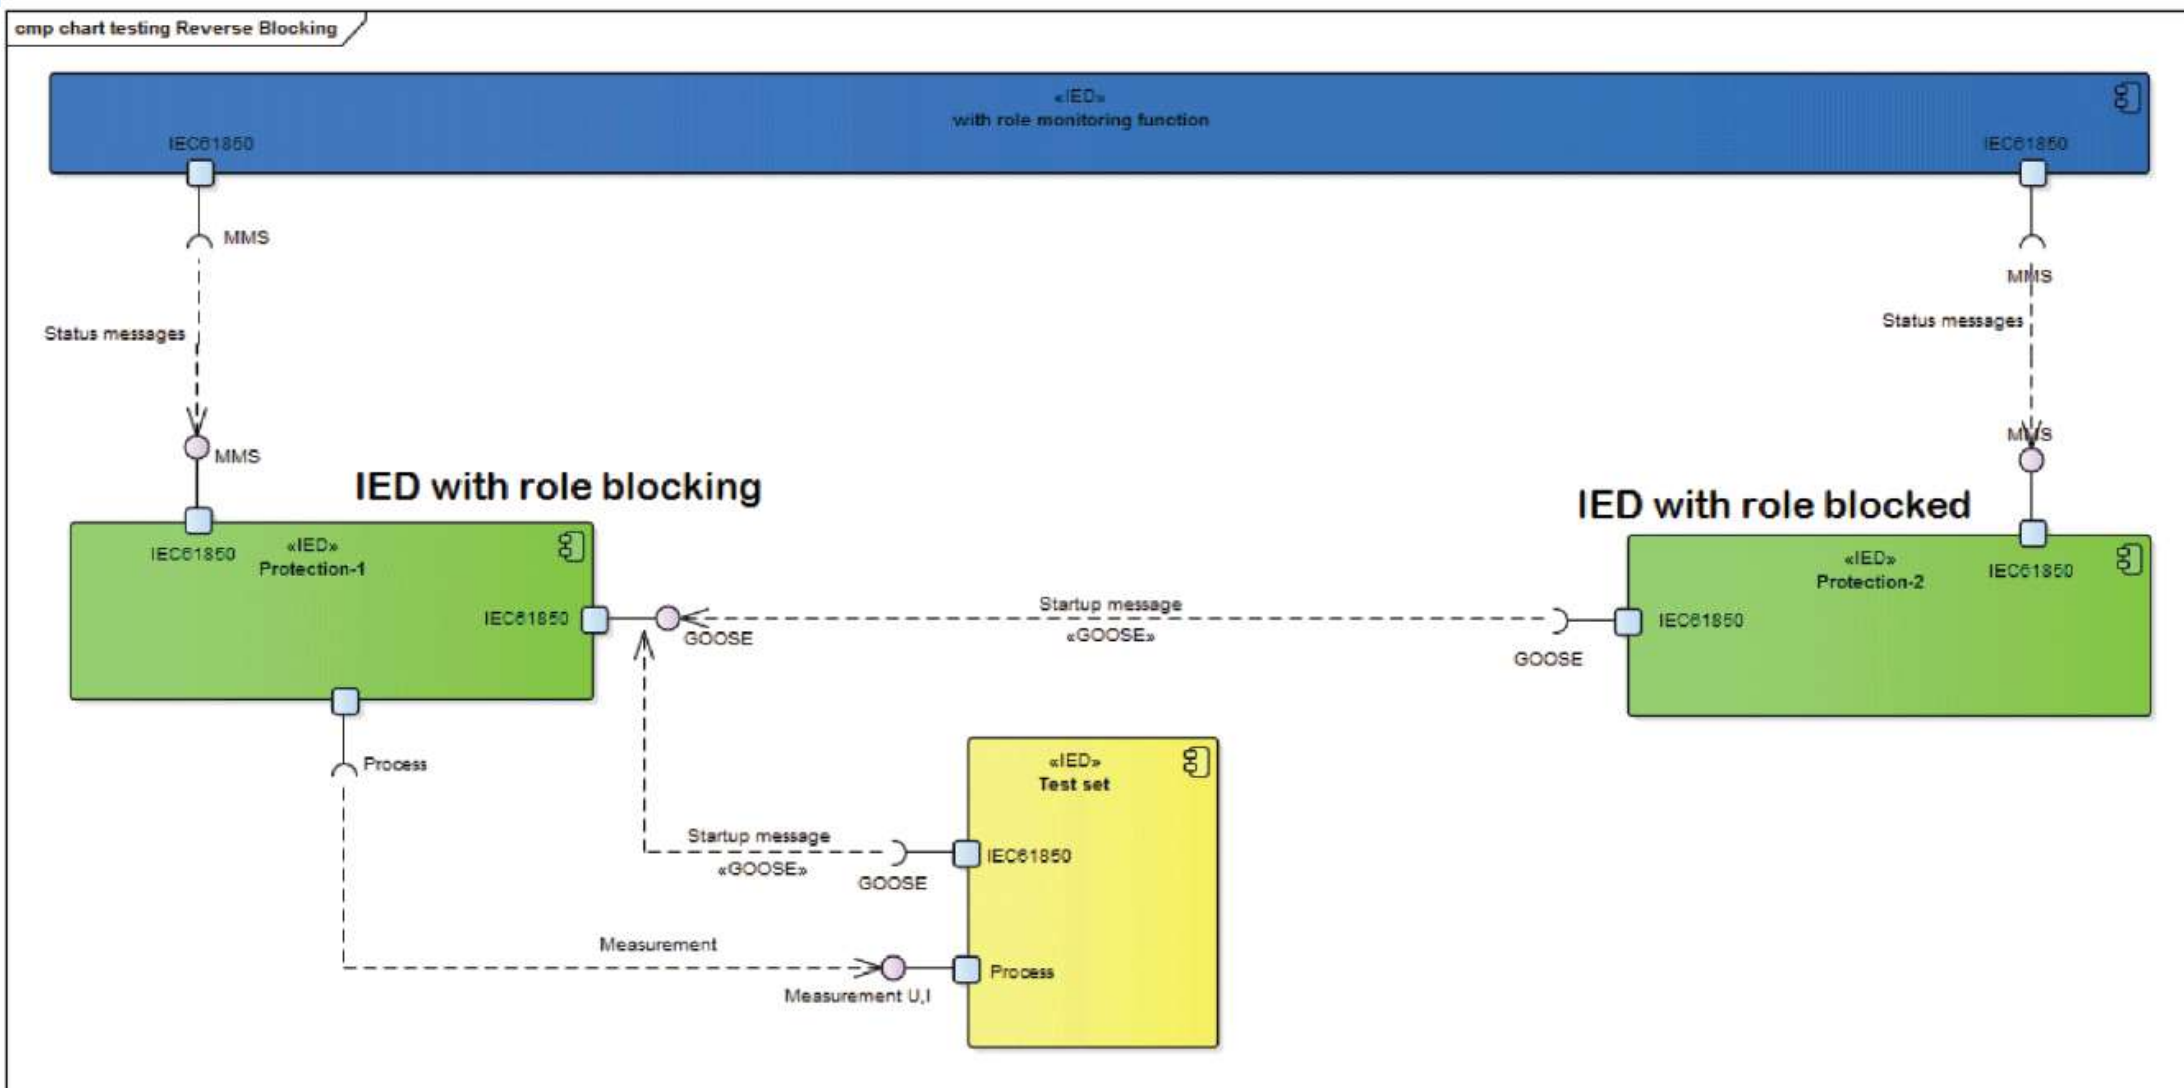 cmp chart testing Reverse Blocking
«IED»
with role monitoring function
IEC61850
IEC61850
MMS
MMS
Status messages
Status messages
MMS
MMS
IED with role blocking
IED with role blocked
IEC61850
«IED»
Protection-1
«IED»
Protection-2
IEC61850
IEC61850
GOOSE
Startup message
«GOOSE»
GOOSE
IEC61850
Process
«IED»
Test set
Startup message
«GOOSE»
GOOSE
IEC61850
Measurement
Measurement U,I
Process